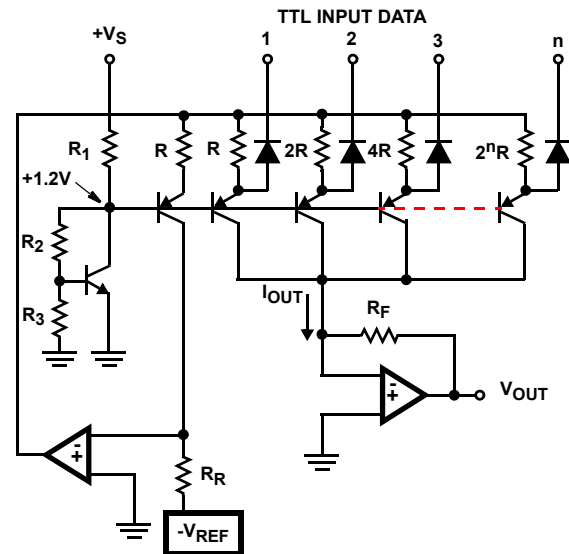 TTL INPUT DATA
+VS 1 2 3 n
R1 R R 2R 4R 2nR
+1.2V
R2
R3
IOUT
RF
-
+
VOUT
-
+
RR
-VREF